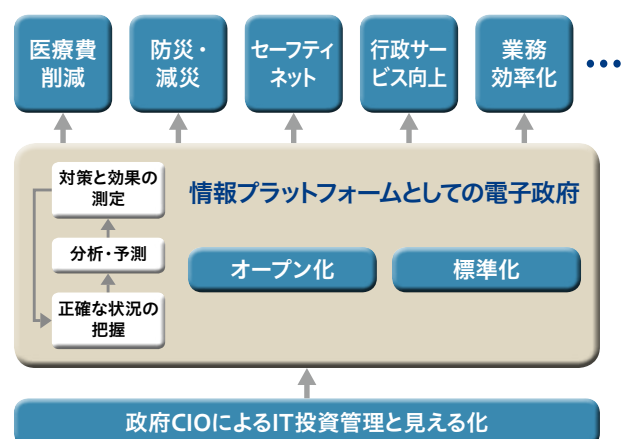 医療費
削減
防災・
減災
セーフティ
ネット
行政サー
ビス向上
業務
効率化
…
対策と効果の
測定
分析・予測
正確な状況の
把握
情報プラットフォームとしての電子政府
オープン化
標準化
政府CIOによるIT投資管理と見える化